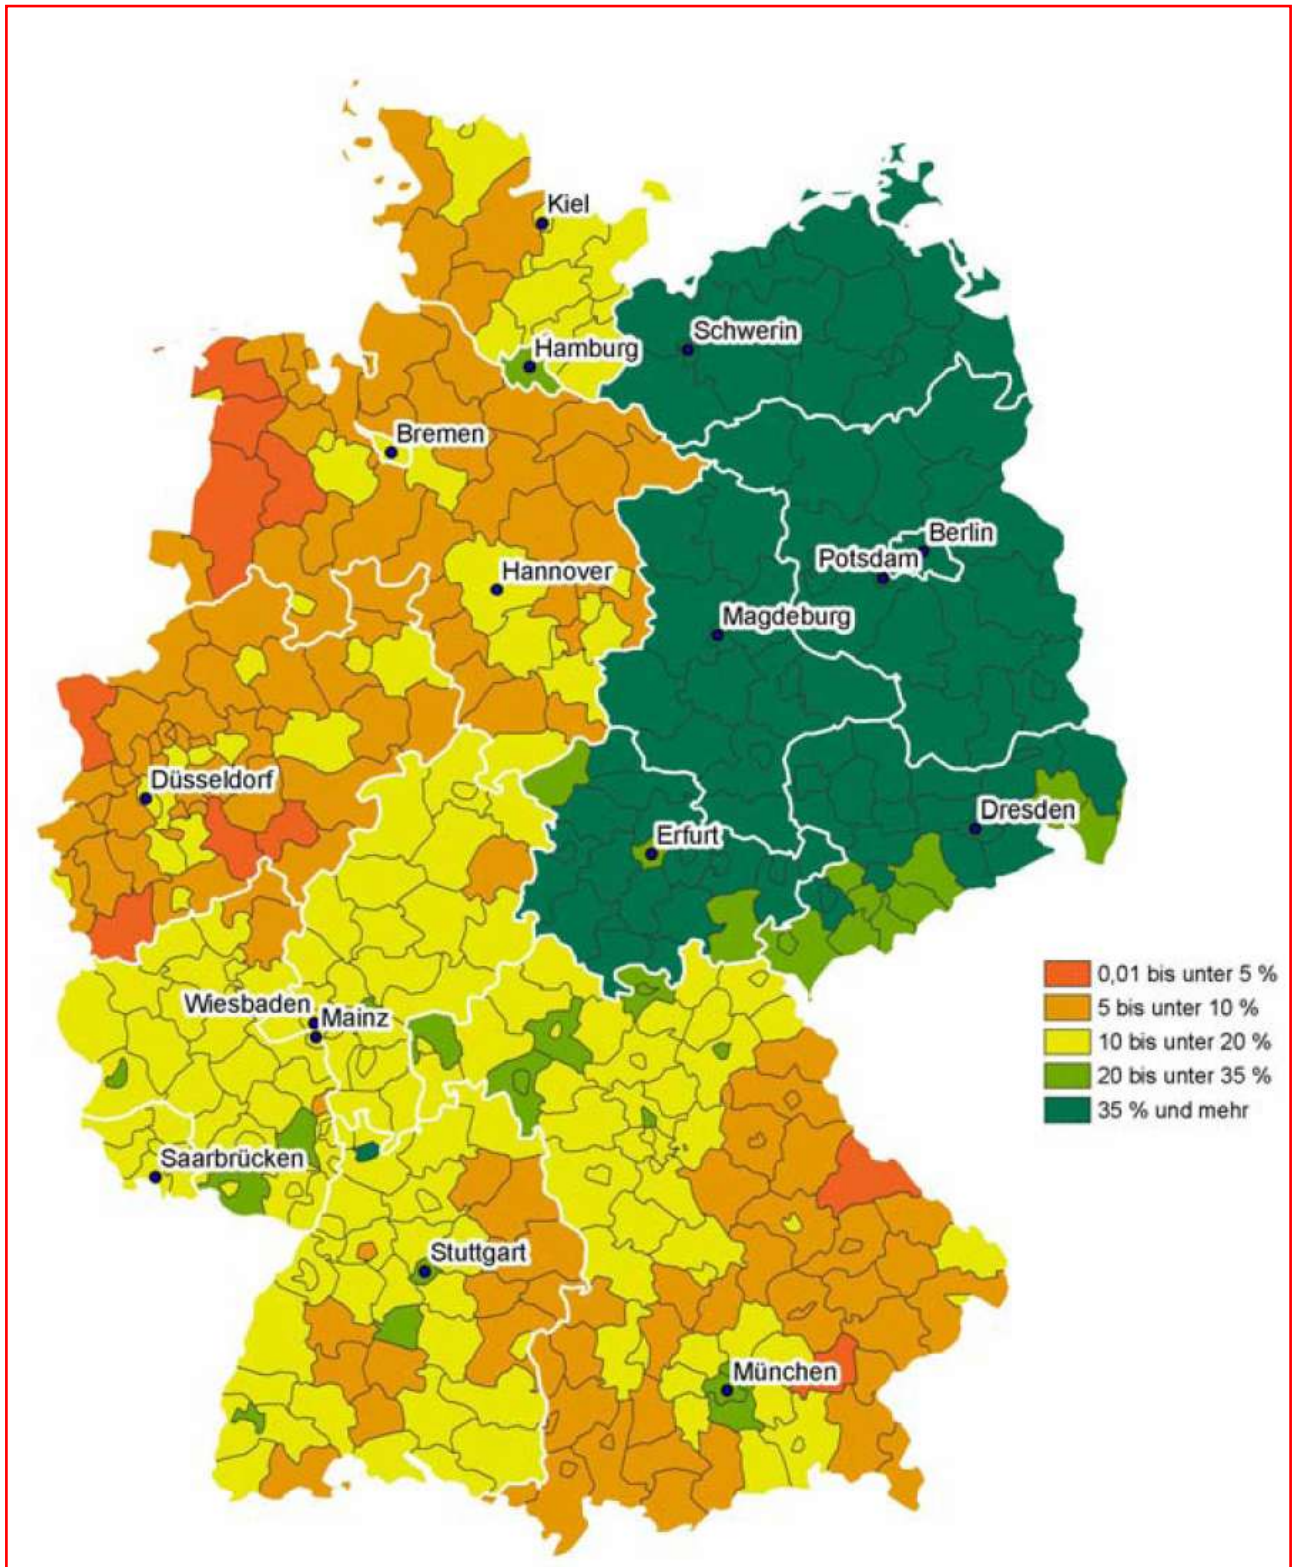 Kiel
Schwerin
Hamburg
Bremen
Berlin
Potsdam
Hannover
Magdeburg
Düsseldorf
Dresden
Erfurt
Wiesbaden
Mainz
Saarbrücken
Stuttgart
München
0,01 bis unter 5 %
5 bis unter 10 %
10 bis unter 20 %
20 bis unter 35 %
35 % und mehr